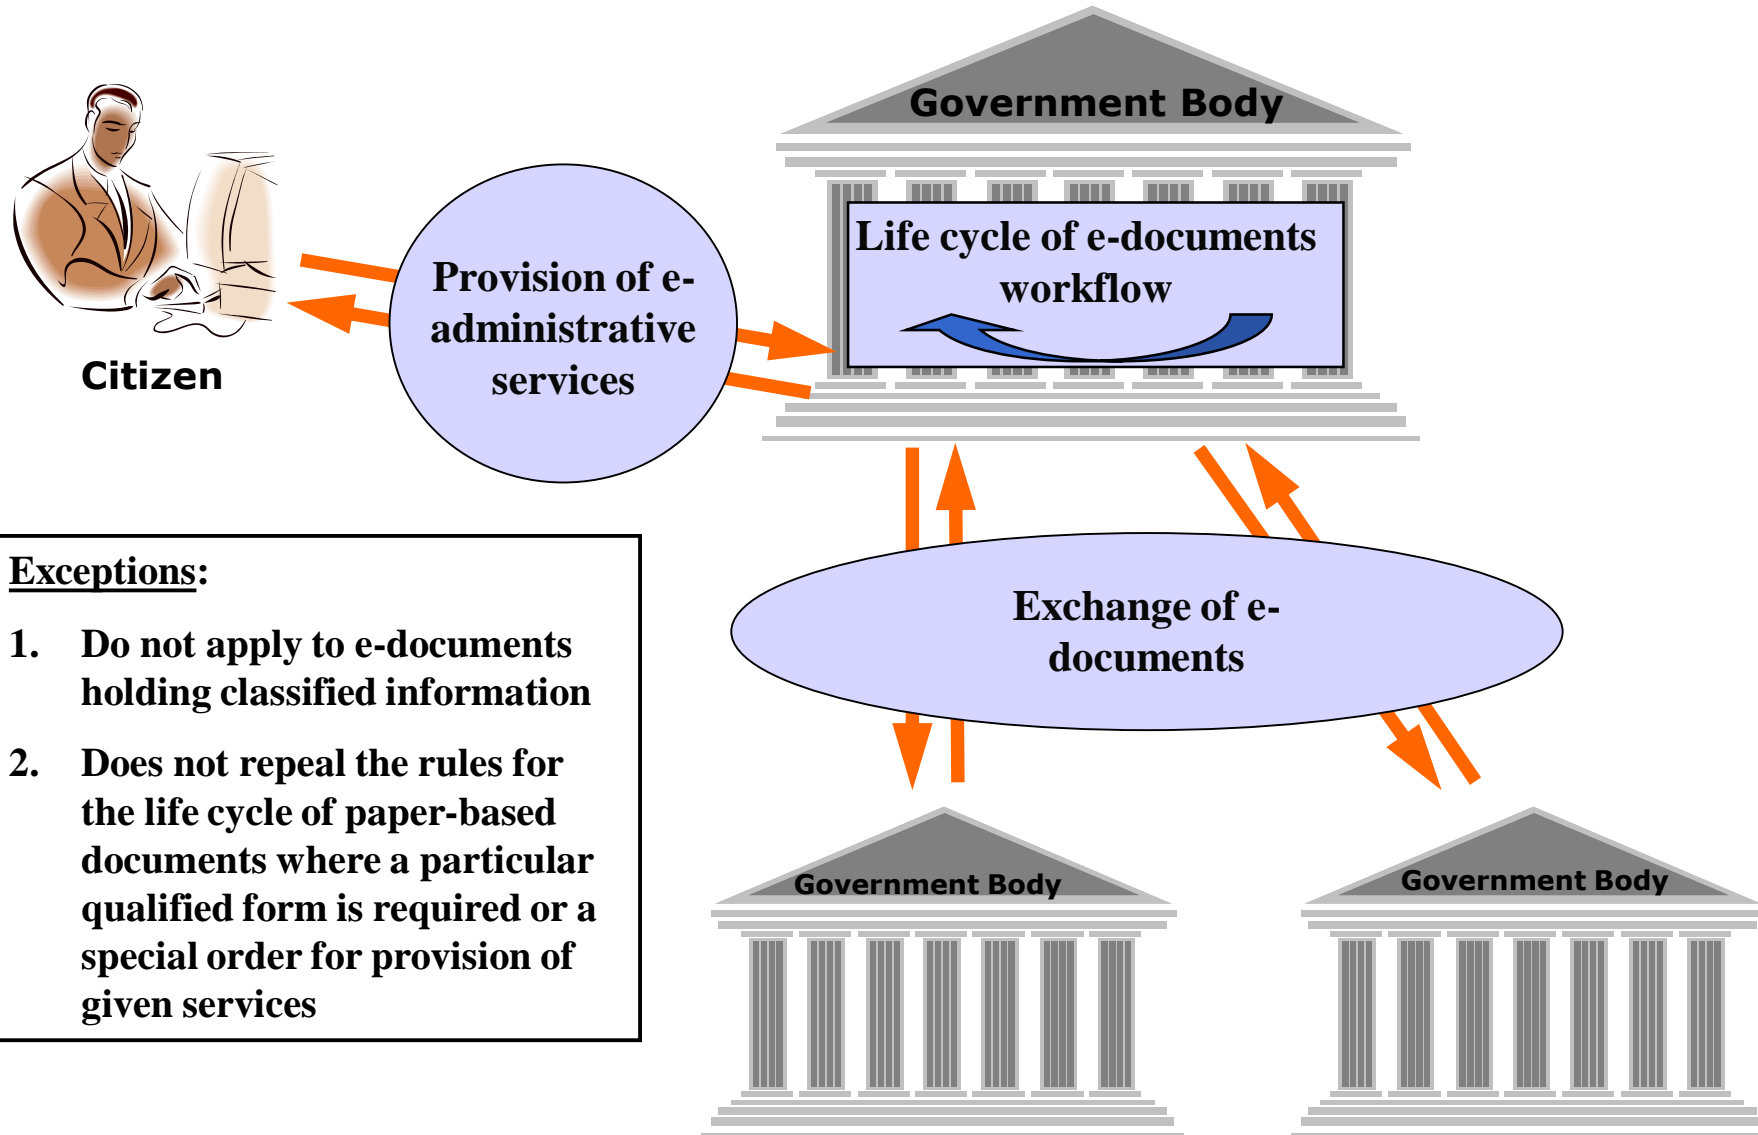 Government Body
Life cycle of e-documents
workflow
Provision of e-
administrative
services
Citizen
Exceptions:
1. Do not apply to e-documents
holding classified information
2. Does not repeal the rules for
the life cycle of paper-based
documents where a particular
qualified form is required or a
special order for provision of
given services
Exchange of e-
documents
Government Body
Government Body